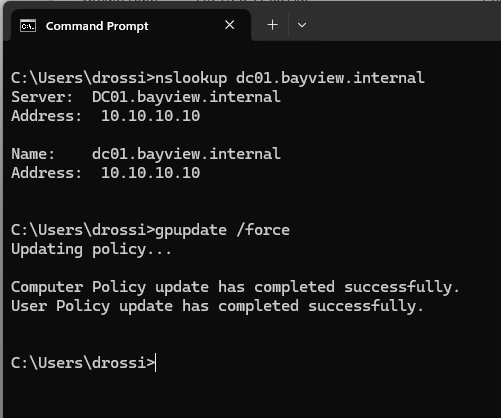 Command Prompt
C:\Users\drossi>nslookup dc01.bayview.internal
Server:  DC01.bayview.internal
Address:  10.10.10.10
Name:    dc01.bayview.internal
Address:  10.10.10.10
C:\Users\drossi>gpupdate /force
Updating policy...
Computer Policy update has completed successfully.
User Policy update has completed successfully.
C:\Users\drossi>